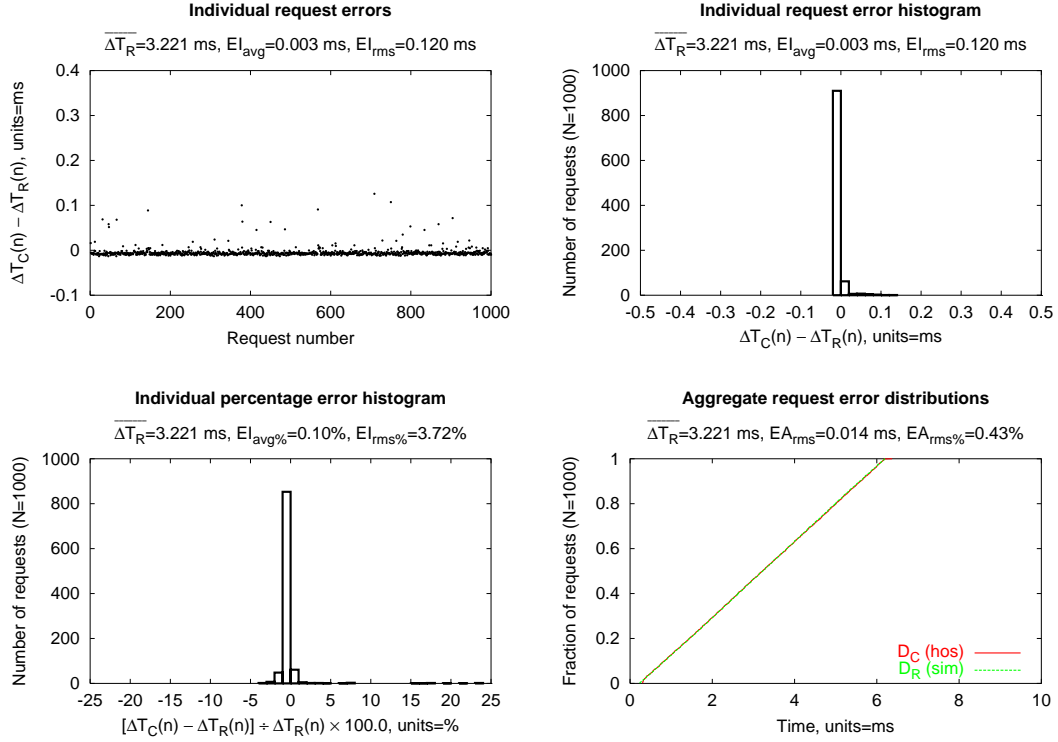 Individual request errors
ΔT_R=3.221 ms, EI_avg=0.003 ms, EI_rms=0.120 ms
ΔT_C(n) − ΔT_R(n), units=ms
0.4
0.3
0.2
0.1
0
-0.1
0 200 400 600 800 1000
Request number
Individual request error histogram
ΔT_R=3.221 ms, EI_avg=0.003 ms, EI_rms=0.120 ms
Number of requests (N=1000)
1000
800
600
400
200
0
-0.5 -0.4 -0.3 -0.2 -0.1 0 0.1 0.2 0.3 0.4 0.5
ΔT_C(n) − ΔT_R(n), units=ms
Individual percentage error histogram
ΔT_R=3.221 ms, EI_avg%=0.10%, EI_rms%=3.72%
Number of requests (N=1000)
1000
800
600
400
200
0
-25 -20 -15 -10 -5 0 5 10 15 20 25
[ΔT_C(n) − ΔT_R(n)] ÷ ΔT_R(n) × 100.0, units=%
Aggregate request error distributions
ΔT_R=3.221 ms, EA_rms=0.014 ms, EA_rms%=0.43%
Fraction of requests (N=1000)
1
0.8
0.6
0.4
0.2
0
D_C (hos)
D_R (sim)
0 2 4 6 8 10
Time, units=ms